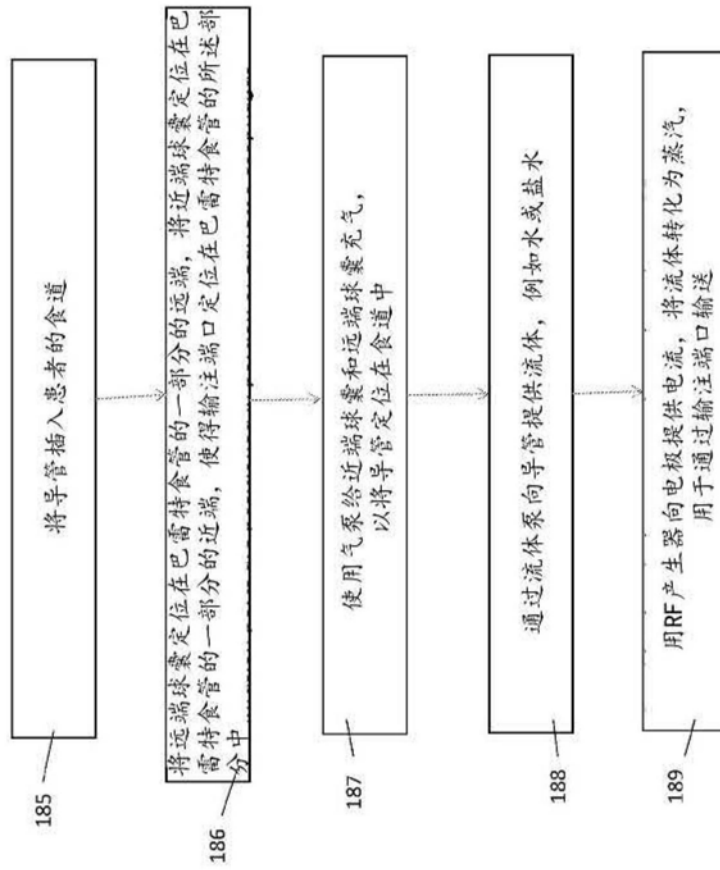 185
将导管插入患者的食道
186
将远端球囊定位在巴雷特食管的一部分的远端，将近端球囊定位在巴
雷特食管的一部分的近端，使得输注端口定位在巴雷特食管的所述部
分中
187
使用气泵给近端球囊和远端球囊充气，
以将导管定位在食道中
188
通过流体泵向导管提供流体，例如水或盐水
189
用RF产生器向电极提供电流，将流体转化为蒸汽，
用于通过输注端口输送